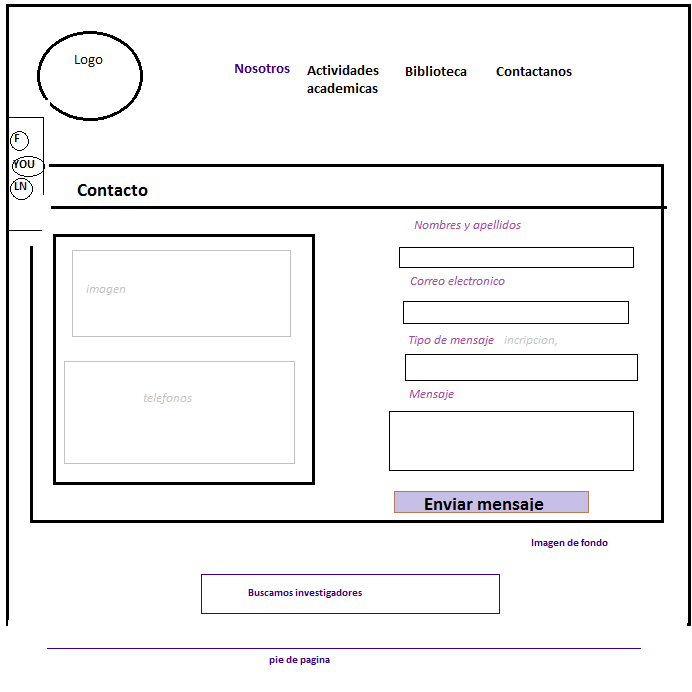 Logo
Nosotros
Actividades
academicas
Biblioteca
Contactanos
F
YOU
LN
Contacto
Nombres y apellidos
imagen
Correo electronico
Tipo de mensaje incripcion,
telefonos
Mensaje
Enviar mensaje
Imagen de fondo
Buscamos investigadores
pie de pagina